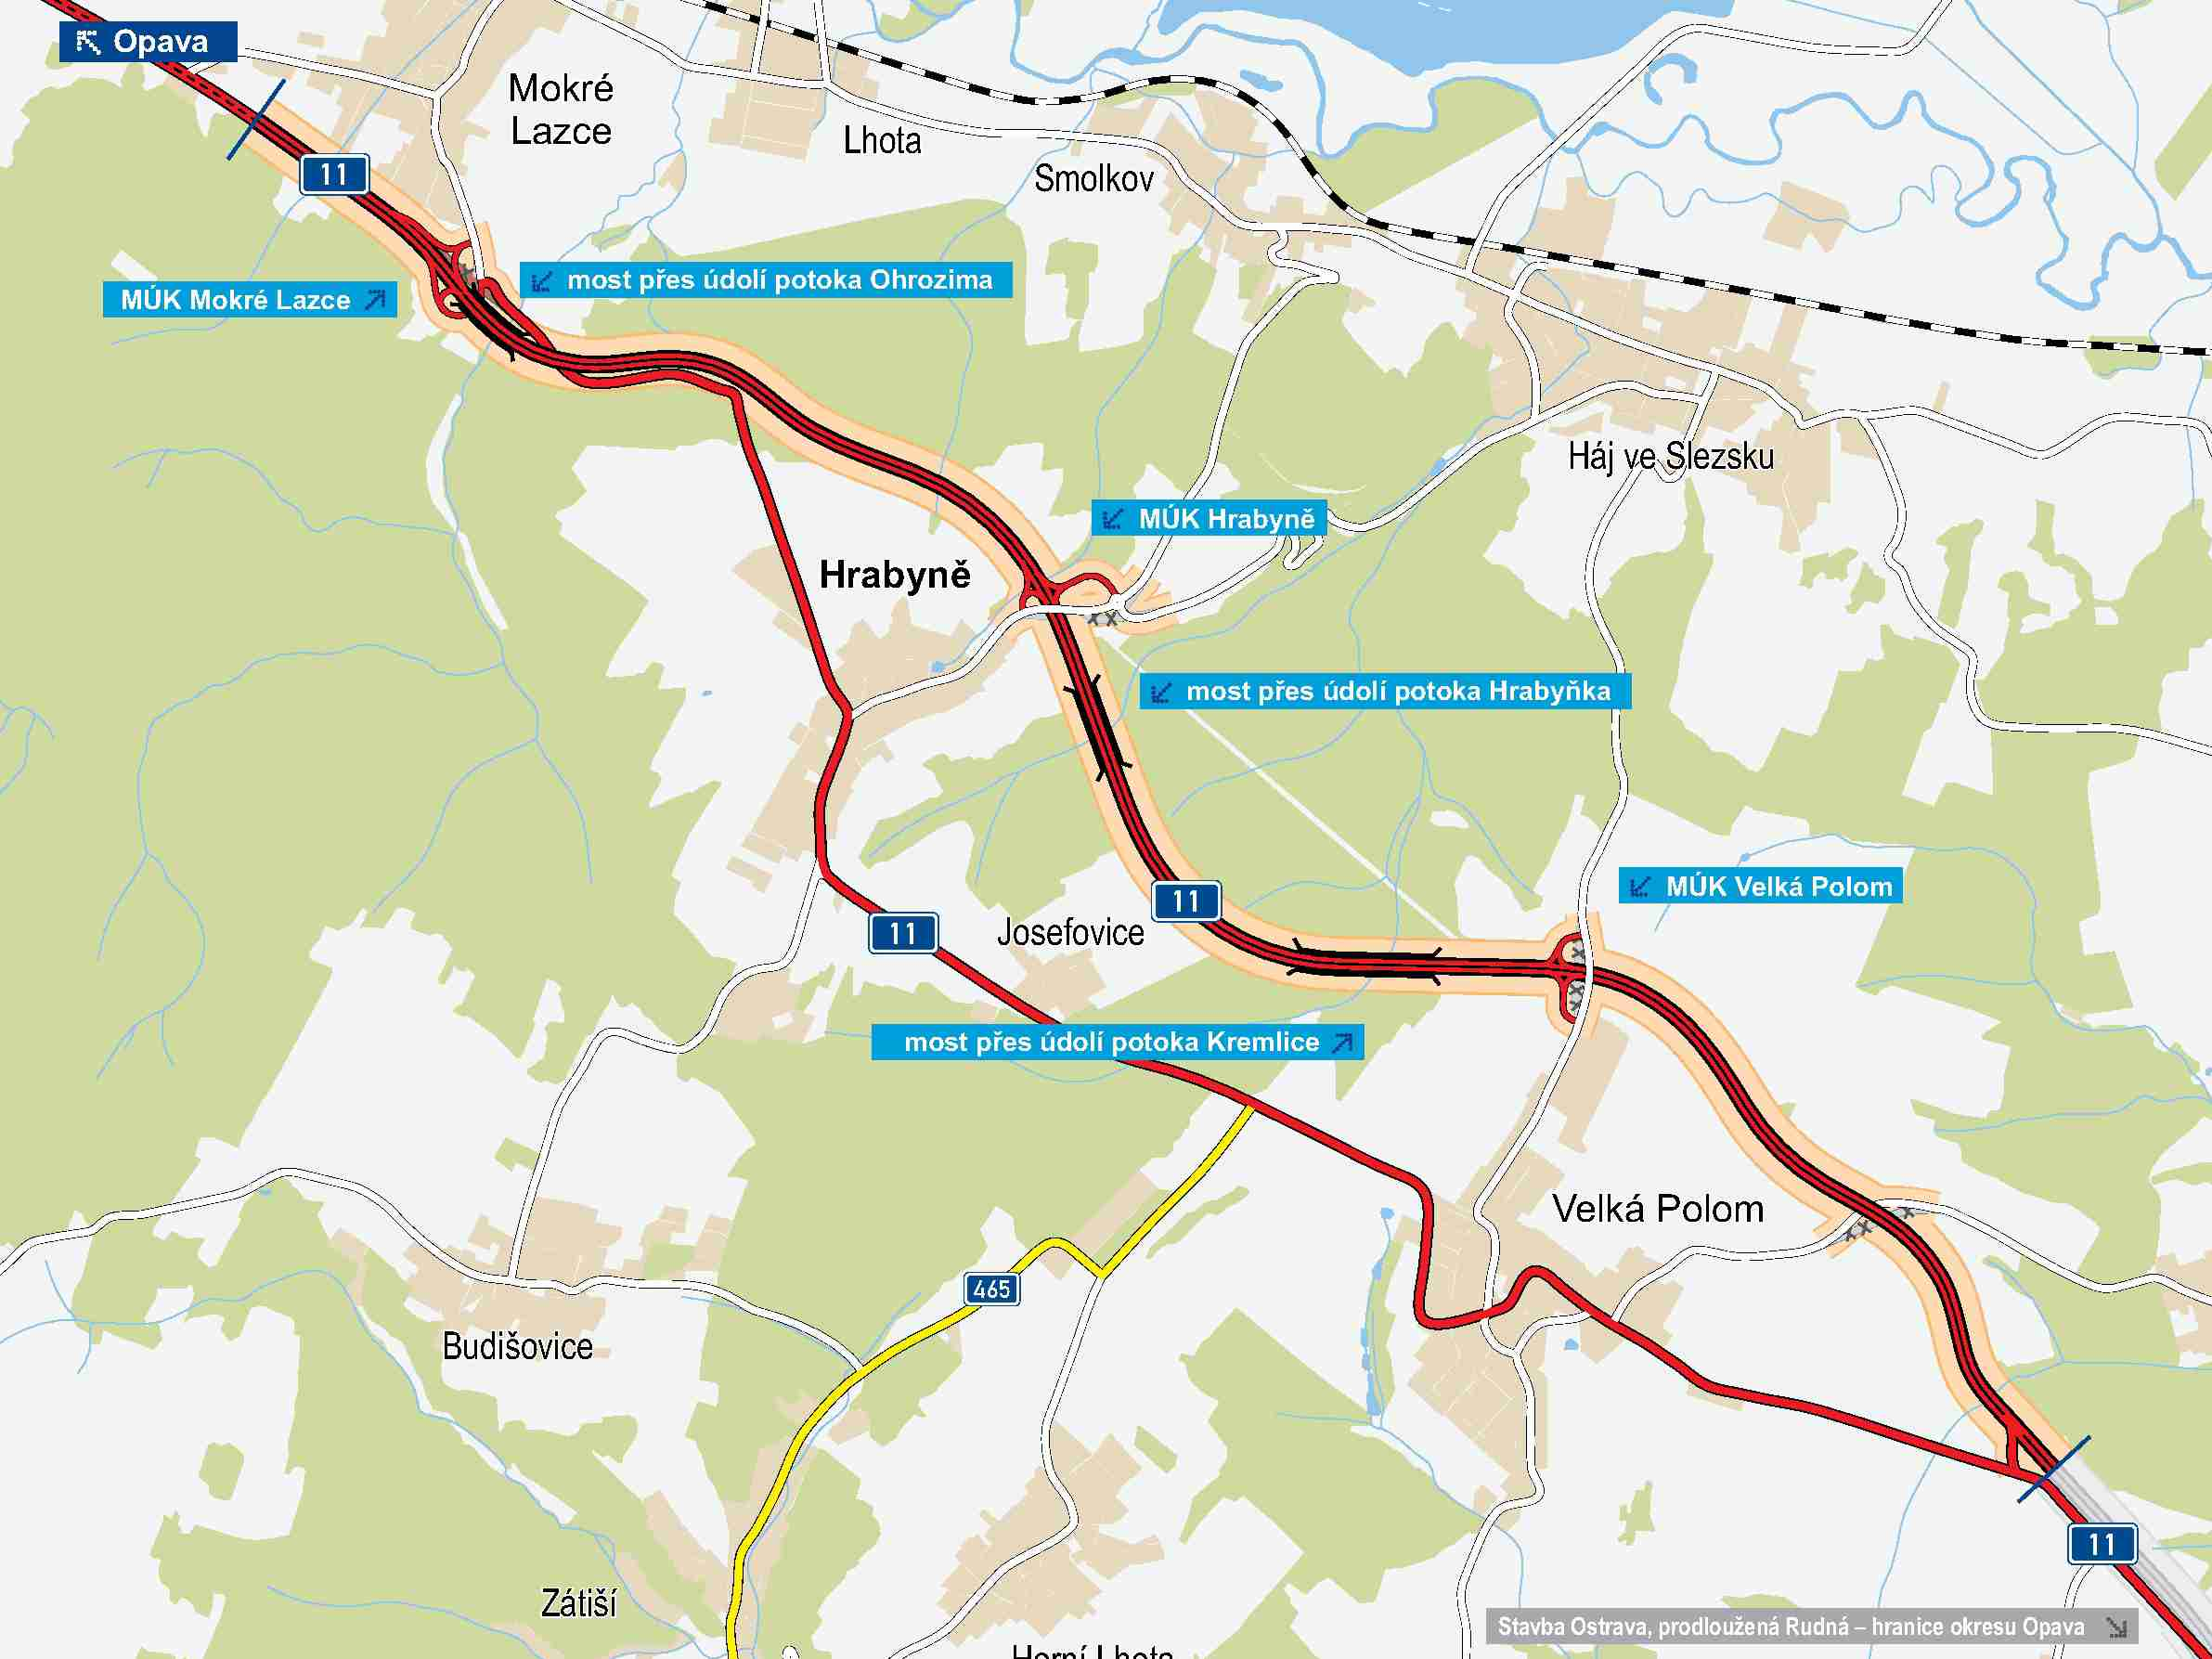 Opava
Mokré
Lazce
Lhota
11
Smolkov
most přes údolí potoka Ohrozima
MÚK Mokré Lazce
Háj ve Slezsku
MÚK Hrabyně
Hrabyně
most přes údolí potoka Hrabyňka
MÚK Velká Polom
11
11
Josefovice
most přes údolí potoka Kremlice
Velká Polom
465
Budišovice
11
Zátiší
Stavba Ostrava, prodloužená Rudná – hranice okresu Opava
Horní Lhota